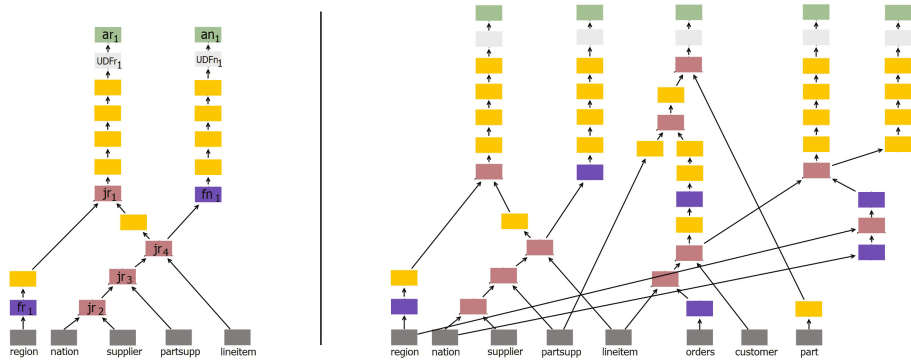 ar1 an1
UDFr1 UDFn1
jr1 fn1
jr4
jr3
fr1 jr2
region nation supplier partsupp lineitem
region nation supplier partsupp lineitem orders customer part